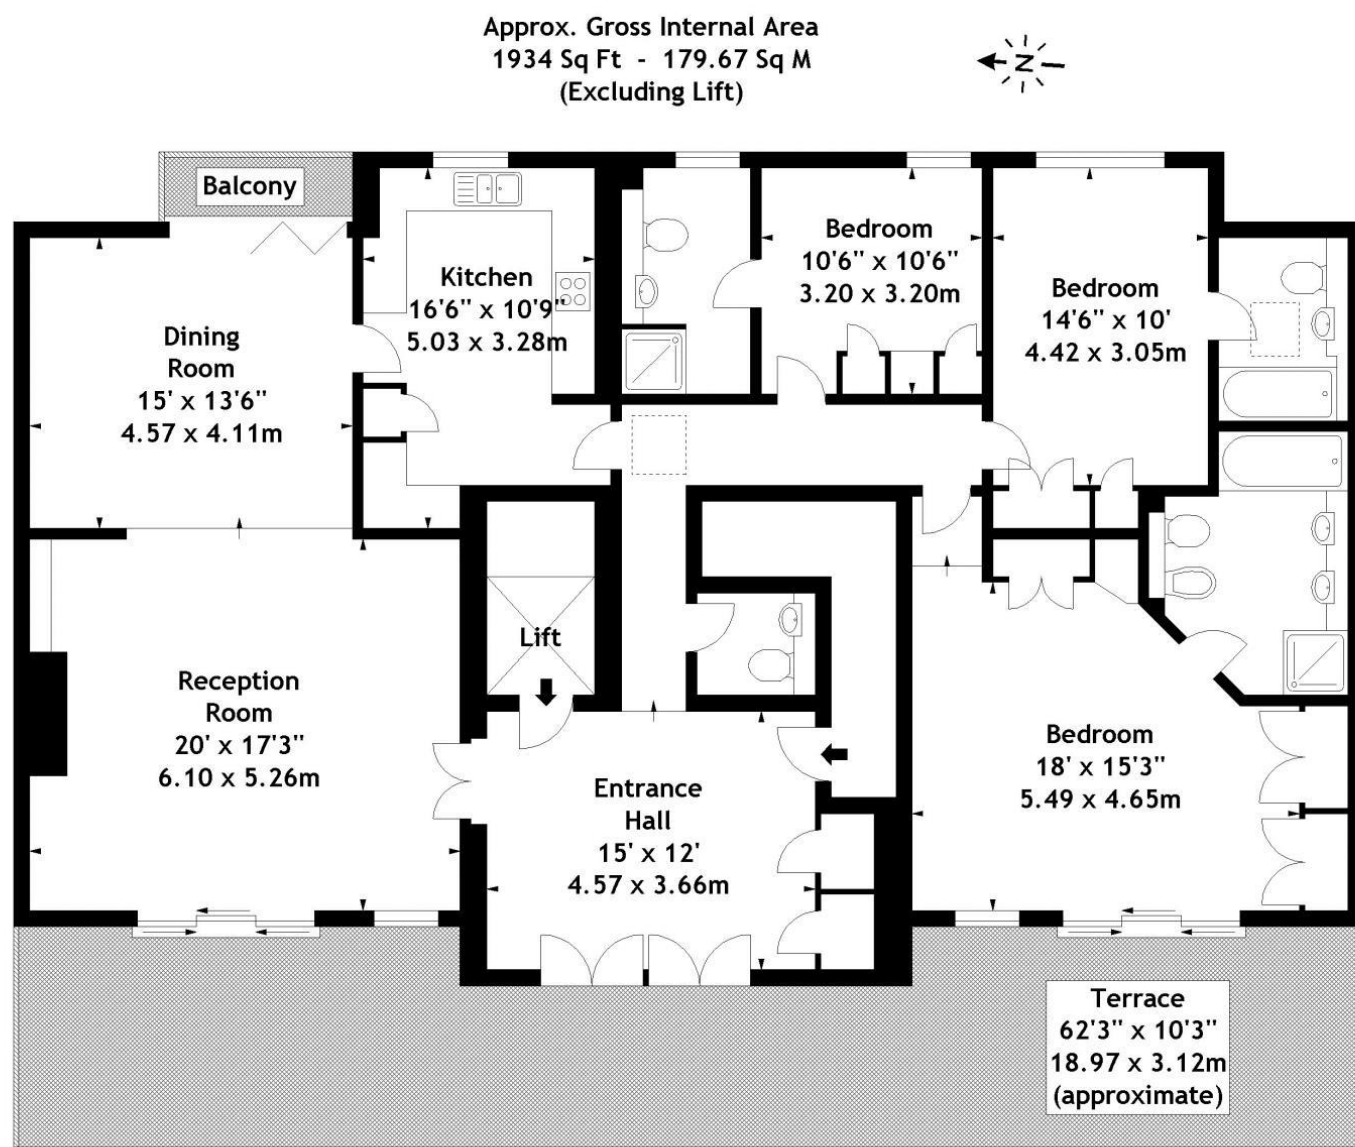 Approx. Gross Internal Area
1934 Sq Ft - 179.67 Sq M
(Excluding Lift)
N
Balcony
Kitchen
16'6" x 10'9"
5.03 x 3.28m
Bedroom
10'6" x 10'6"
3.20 x 3.20m
Bedroom
14'6" x 10'
4.42 x 3.05m
Dining
Room
15' x 13'6"
4.57 x 4.11m
Lift
Reception
Room
20' x 17'3"
6.10 x 5.26m
Entrance
Hall
15' x 12'
4.57 x 3.66m
Bedroom
18' x 15'3"
5.49 x 4.65m
Terrace
62'3" x 10'3"
18.97 x 3.12m
(approximate)